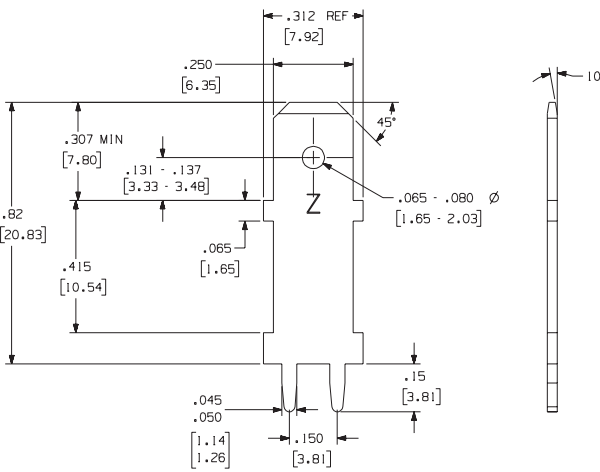 .312 REF
[7.92]
.250
[6.35]
10
45°
.307 MIN
[7.80]
.131 - .137
[3.33 - 3.48]
.065 - .080 Ø
[1.65 - 2.03]
Z
.82
[20.83]
.065
[1.65]
.415
[10.54]
.15
[3.81]
.045
.050
[1.14
1.26]
.150
[3.81]